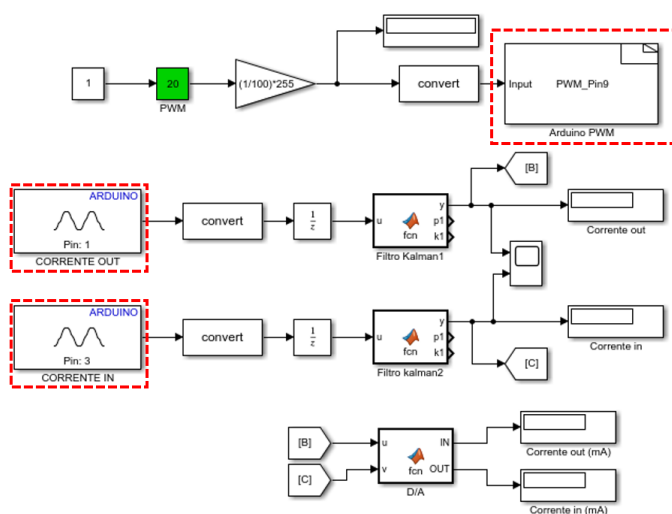 1
20
PWM
(1/100)*255
convert
Input
PWM_Pin9
Arduino PWM
ARDUINO
Pin: 1
CORRENTE OUT
convert
1
z
u
fcn
y
p1
k1
Filtro Kalman1
[B]
Corrente out
ARDUINO
Pin: 3
CORRENTE IN
convert
1
z
u
fcn
y
p1
k1
Filtro kalman2
Corrente in
[C]
[B]
[C]
u
v
fcn
IN
OUT
D/A
Corrente out (mA)
Corrente in (mA)